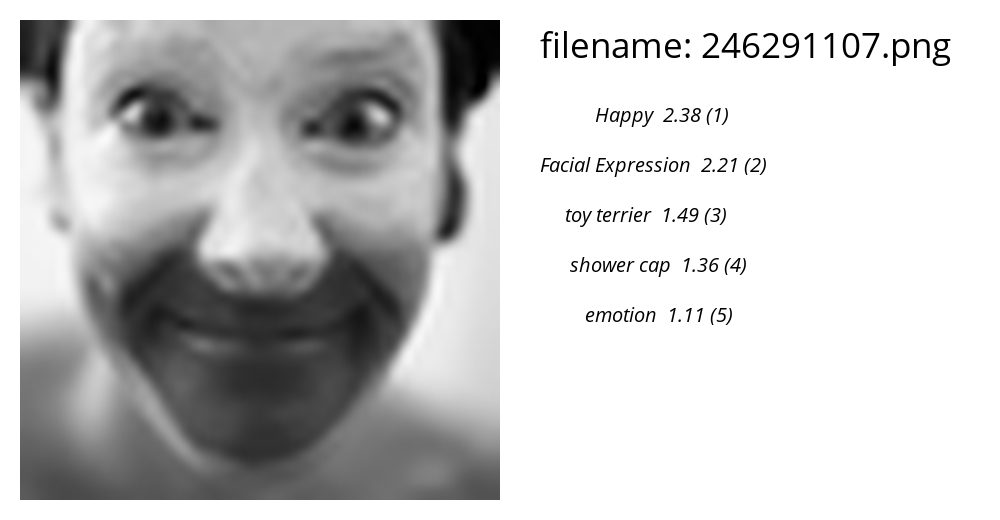 filename: 246291107.png
Happy 2.38 (1)
Facial Expression 2.21 (2)
toy terrier 1.49 (3)
shower cap 1.36 (4)
emotion 1.11 (5)